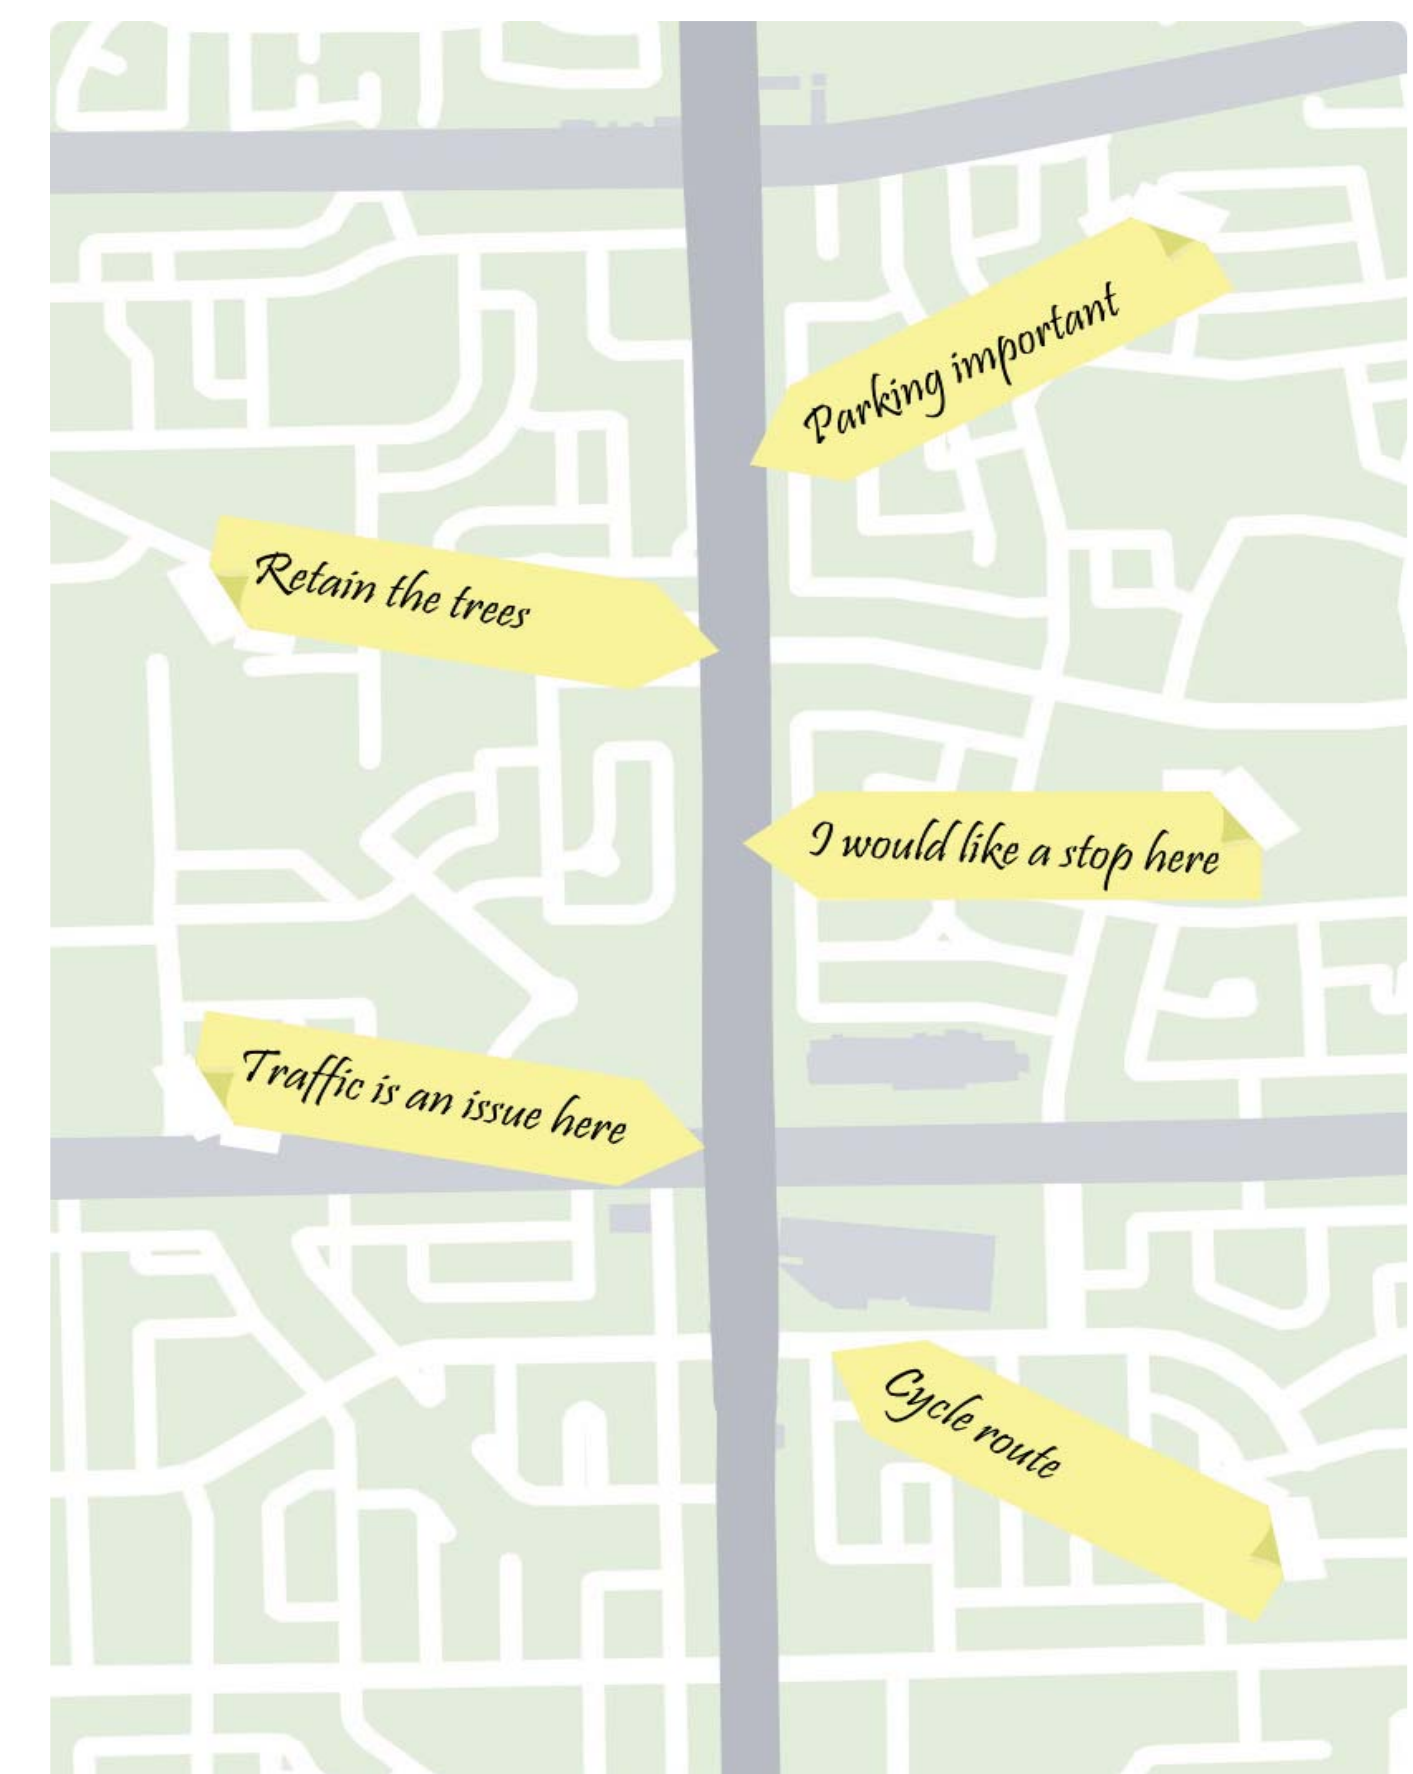 Parking important
Retain the trees
I would like a stop here
Traffic is an issue here
Cycle route